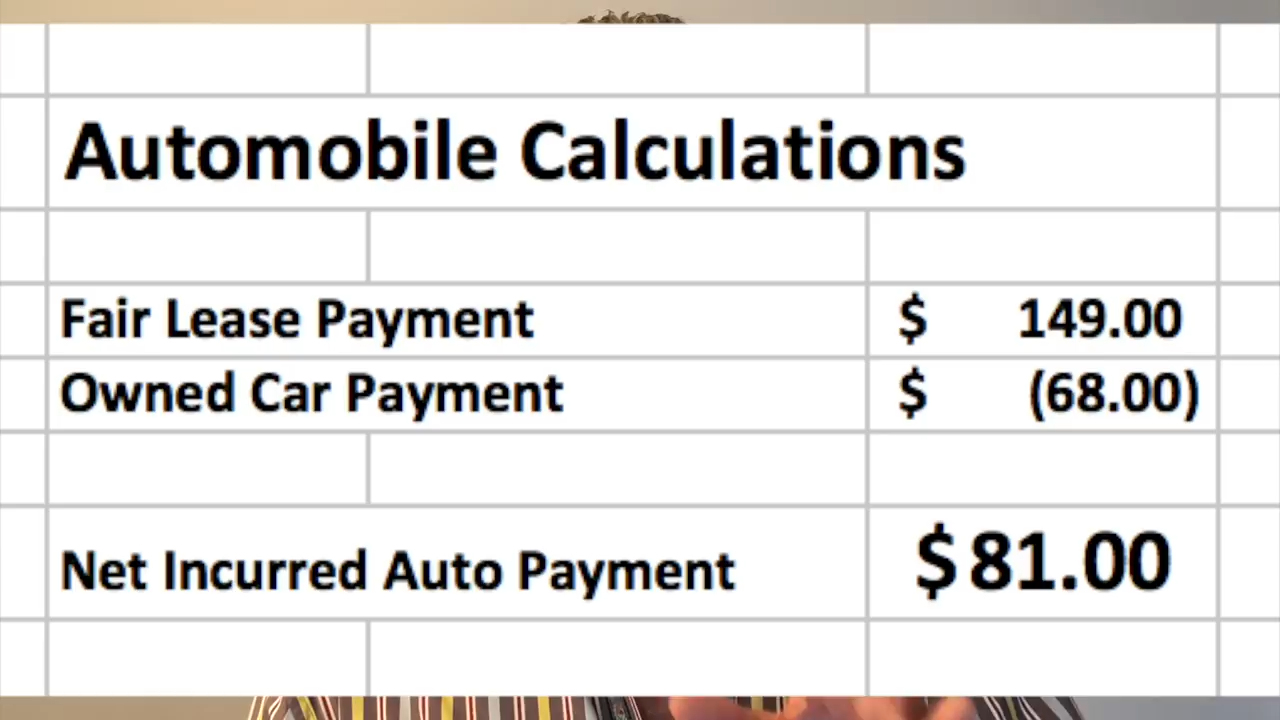 Automobile Calculations
Fair Lease Payment $ 149.00
Owned Car Payment $ (68.00)
Net Incurred Auto Payment $81.00